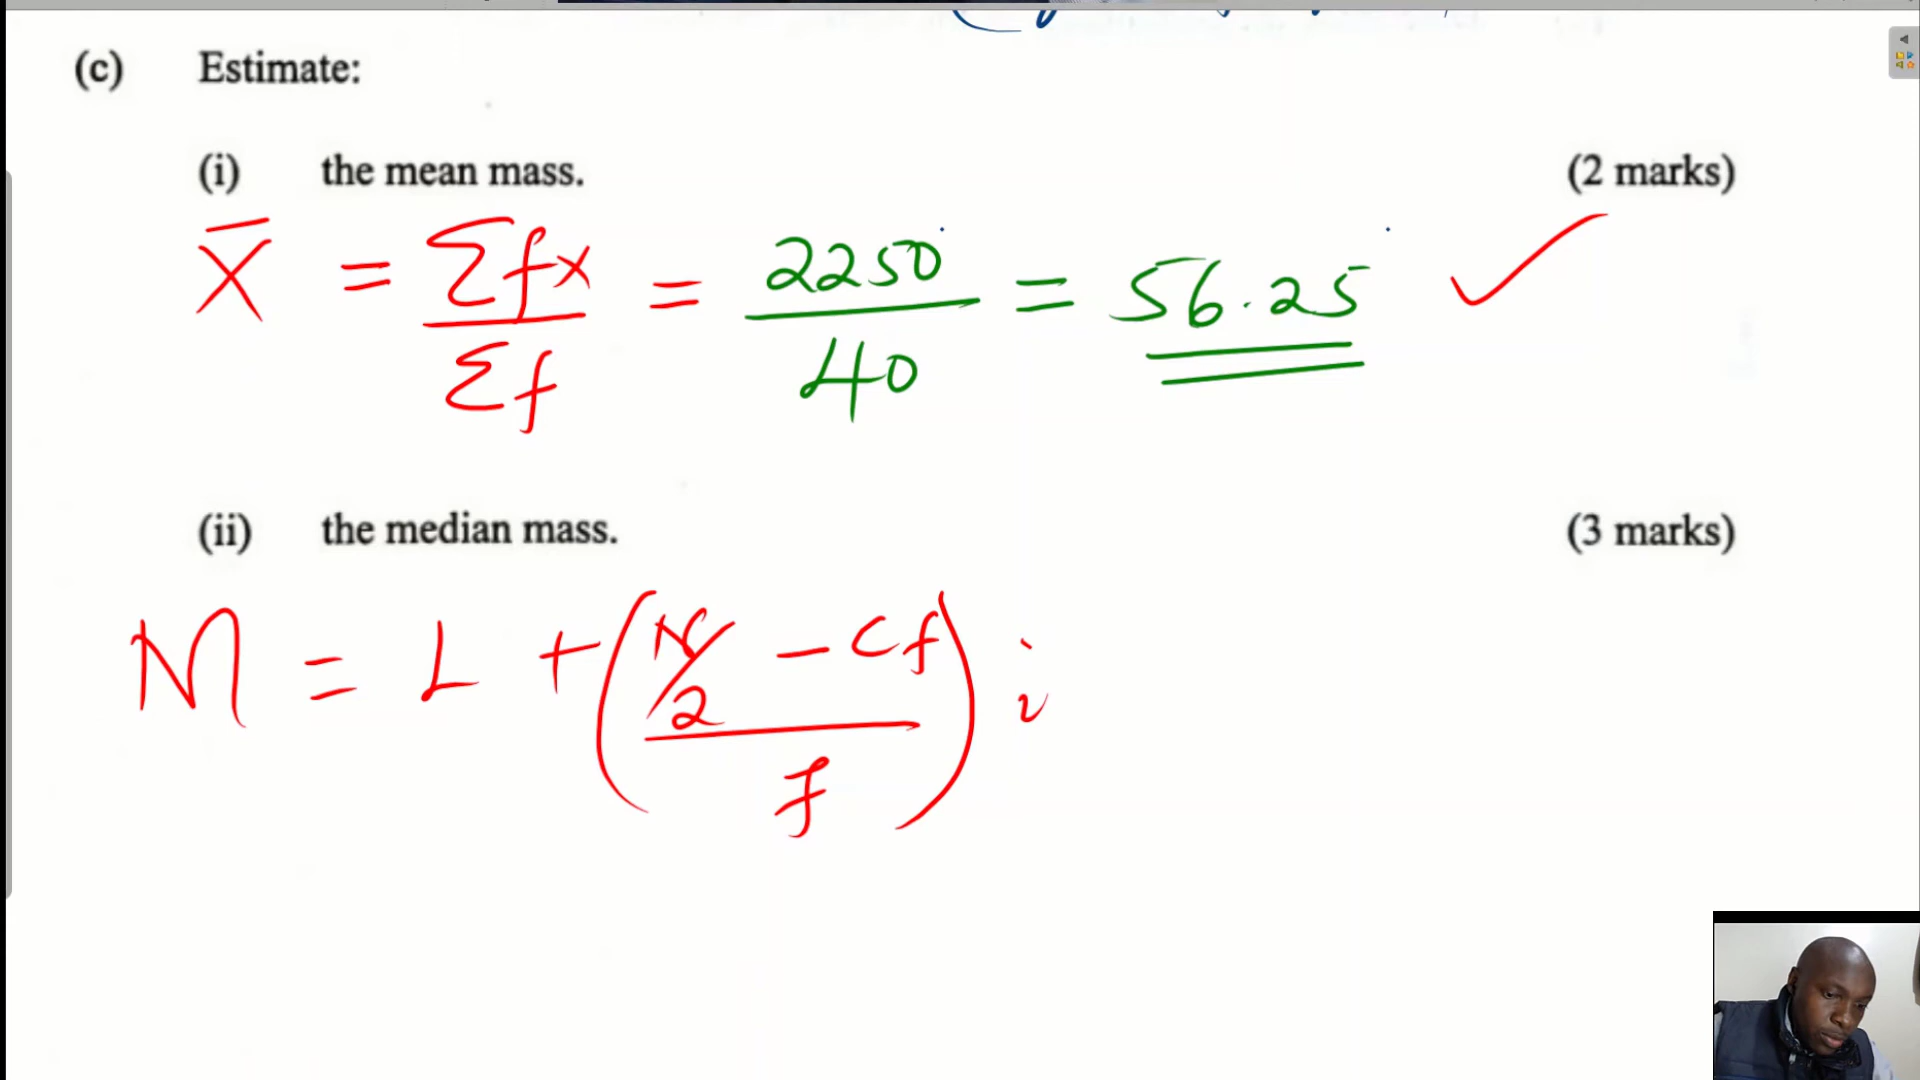 (c) Estimate:
(i) the mean mass. (2 marks)
X̄ = Σfx/Σf = 2250/40 = 56.25 ✓
(ii) the median mass. (3 marks)
M = L + ((N/2 - Cf)/f) i